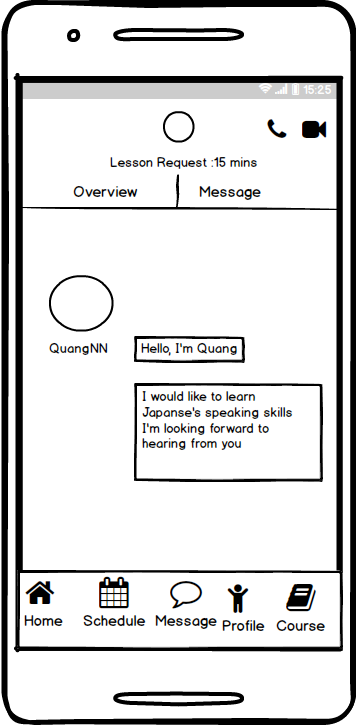 15:25
Lesson Request :15 mins
Overview
Message
QuangNN
Hello, I'm Quang
I would like to learn
Japanse's speaking skills
I'm looking forward to
hearing from you
Home
Schedule
Message
Profile
Course